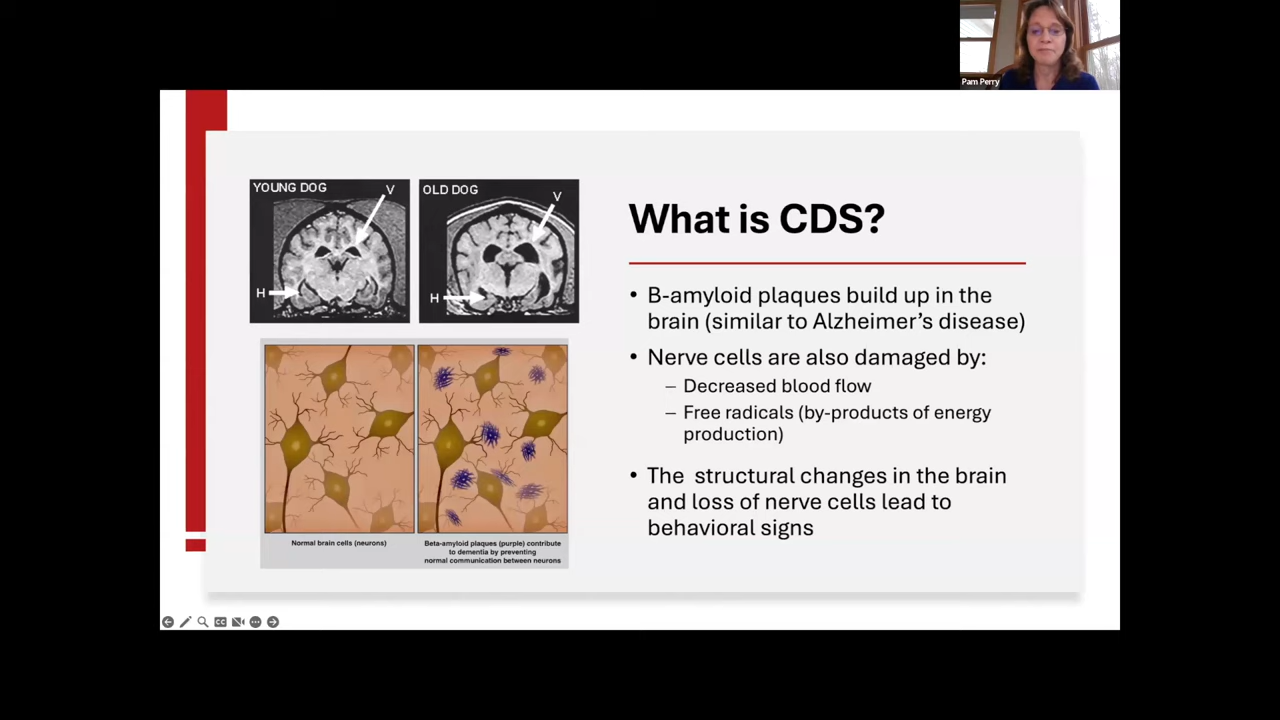 Pam Perry
YOUNG DOG
V
H
OLD DOG
V
H
What is CDS?
• B-amyloid plaques build up in the
brain (similar to Alzheimer’s disease)
• Nerve cells are also damaged by:
– Decreased blood flow
– Free radicals (by-products of energy
production)
• The structural changes in the brain
and loss of nerve cells lead to
behavioral signs
Normal brain cells (neurons)
Beta-amyloid plaques (purple) contribute
to dementia by preventing
normal communication between neurons
CC